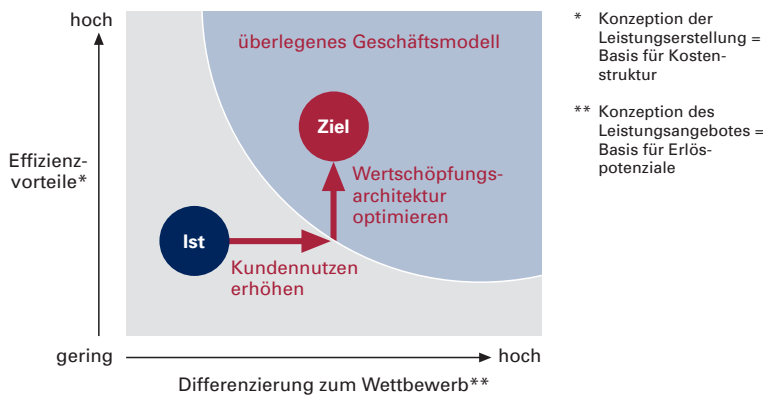 hoch
überlegenes Geschäftsmodell
Ziel
Effizienz-
vorteile*
Wertschöpfungs-
architektur
optimieren
Ist
Kundennutzen
erhöhen
gering
hoch
Differenzierung zum Wettbewerb**
* Konzeption der
Leistungserstellung =
Basis für Kosten-
struktur
** Konzeption des
Leistungsangebotes =
Basis für Erlös-
potenziale